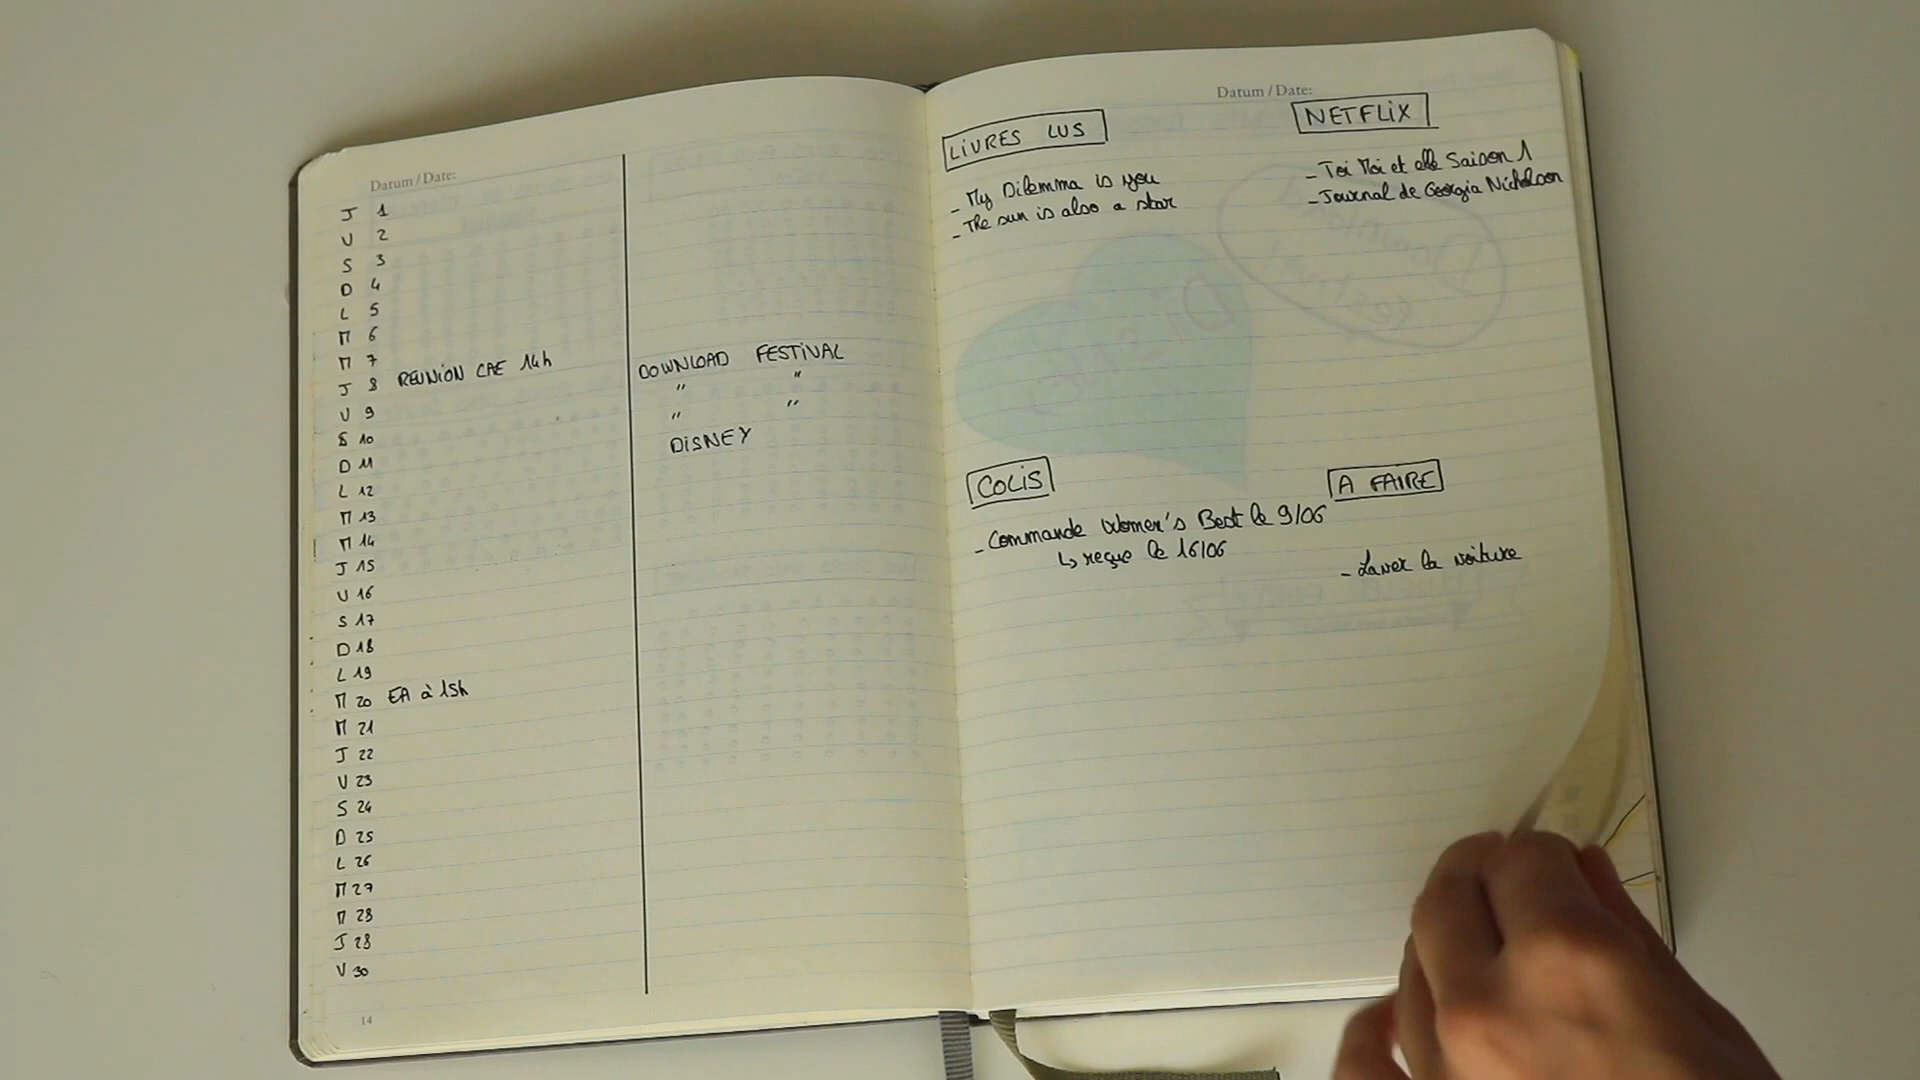 Datum / Date:
J 1
V 2
S 3
D 4
L 5
M 6
M 7
J 8 REUNION CAE 14h
V 9
S 10
D 11
L 12
M 13
M 14
J 15
V 16
S 17
D 18
L 19
M 20 EA à 15h
M 21
J 22
V 23
S 24
D 25
L 26
M 27
M 28
J 28
V 30
14
DOWNLOAD FESTIVAL
" "
" "
DISNEY
Datum / Date:
LIVRES LUS
- My Dilemma is you
- The sun is also a star
NETFLIX
- Toi Moi et elle Saison 1
- Journal de Georgia Nicholson
Download
Festival
DISNEY
COLIS
- Commande Women's Best le 9/06
↳ reçue le 16/06
A FAIRE
- Laver la voiture